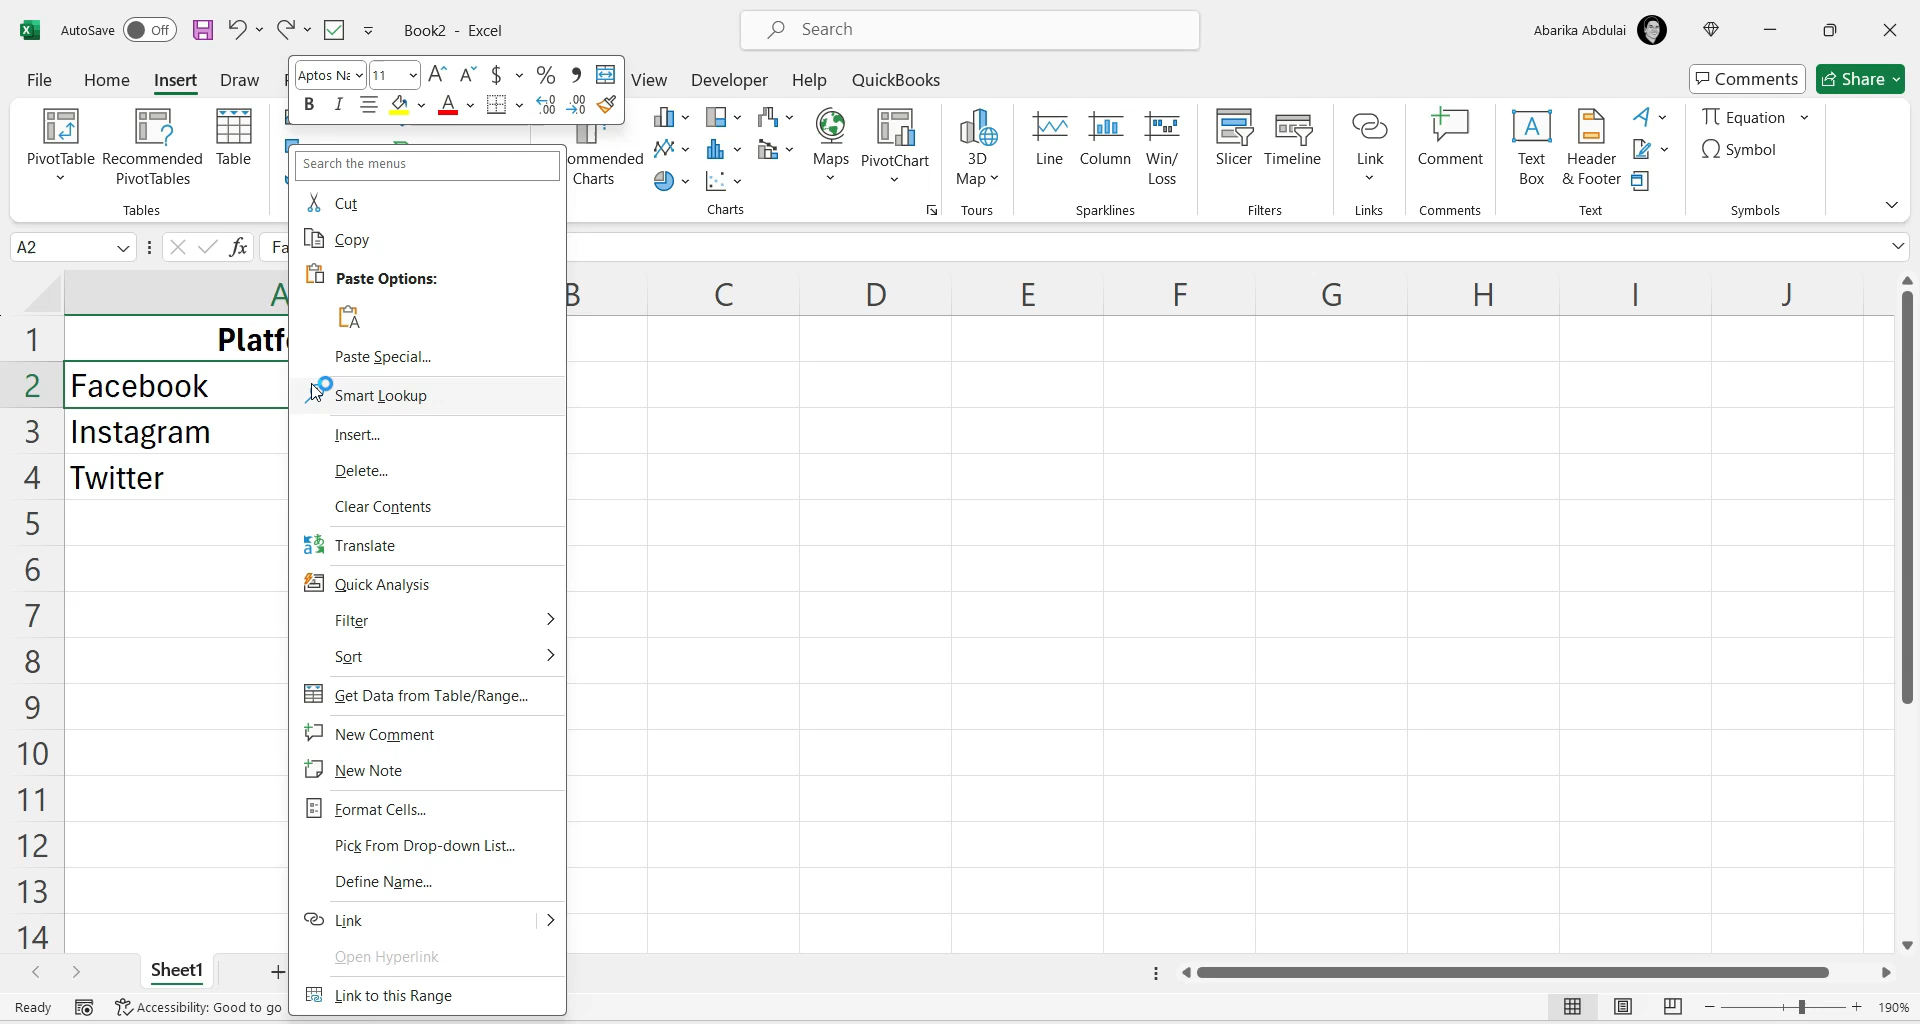 AutoSave Off Book2 - Excel Search Abarika Abdulai
File Home Insert Draw View Developer Help QuickBooks Comments Share
Aptos Na 11 A A $ % ,
B I A
PivotTable
Recommended
PivotTables
Table
ommended
Charts
Maps
PivotChart
3D
Map
Line
Column
Win/
Loss
Slicer
Timeline
Link
Comment
Text
Box
Header
& Footer
Equation
Symbol
Tables Charts Tours Sparklines Filters Links Comments Text Symbols
A2 fx Fa
Search the menus
Cut
Copy
Paste Options:
Paste Special...
Smart Lookup
Insert...
Delete...
Clear Contents
Translate
Quick Analysis
Filter
Sort
Get Data from Table/Range...
New Comment
New Note
Format Cells...
Pick From Drop-down List...
Define Name...
Link
Open Hyperlink
Link to this Range
A B C D E F G H I J
1 Platf
2 Facebook
3 Instagram
4 Twitter
5
6
7
8
9
10
11
12
13
14
Sheet1
Ready Accessibility: Good to go 190%